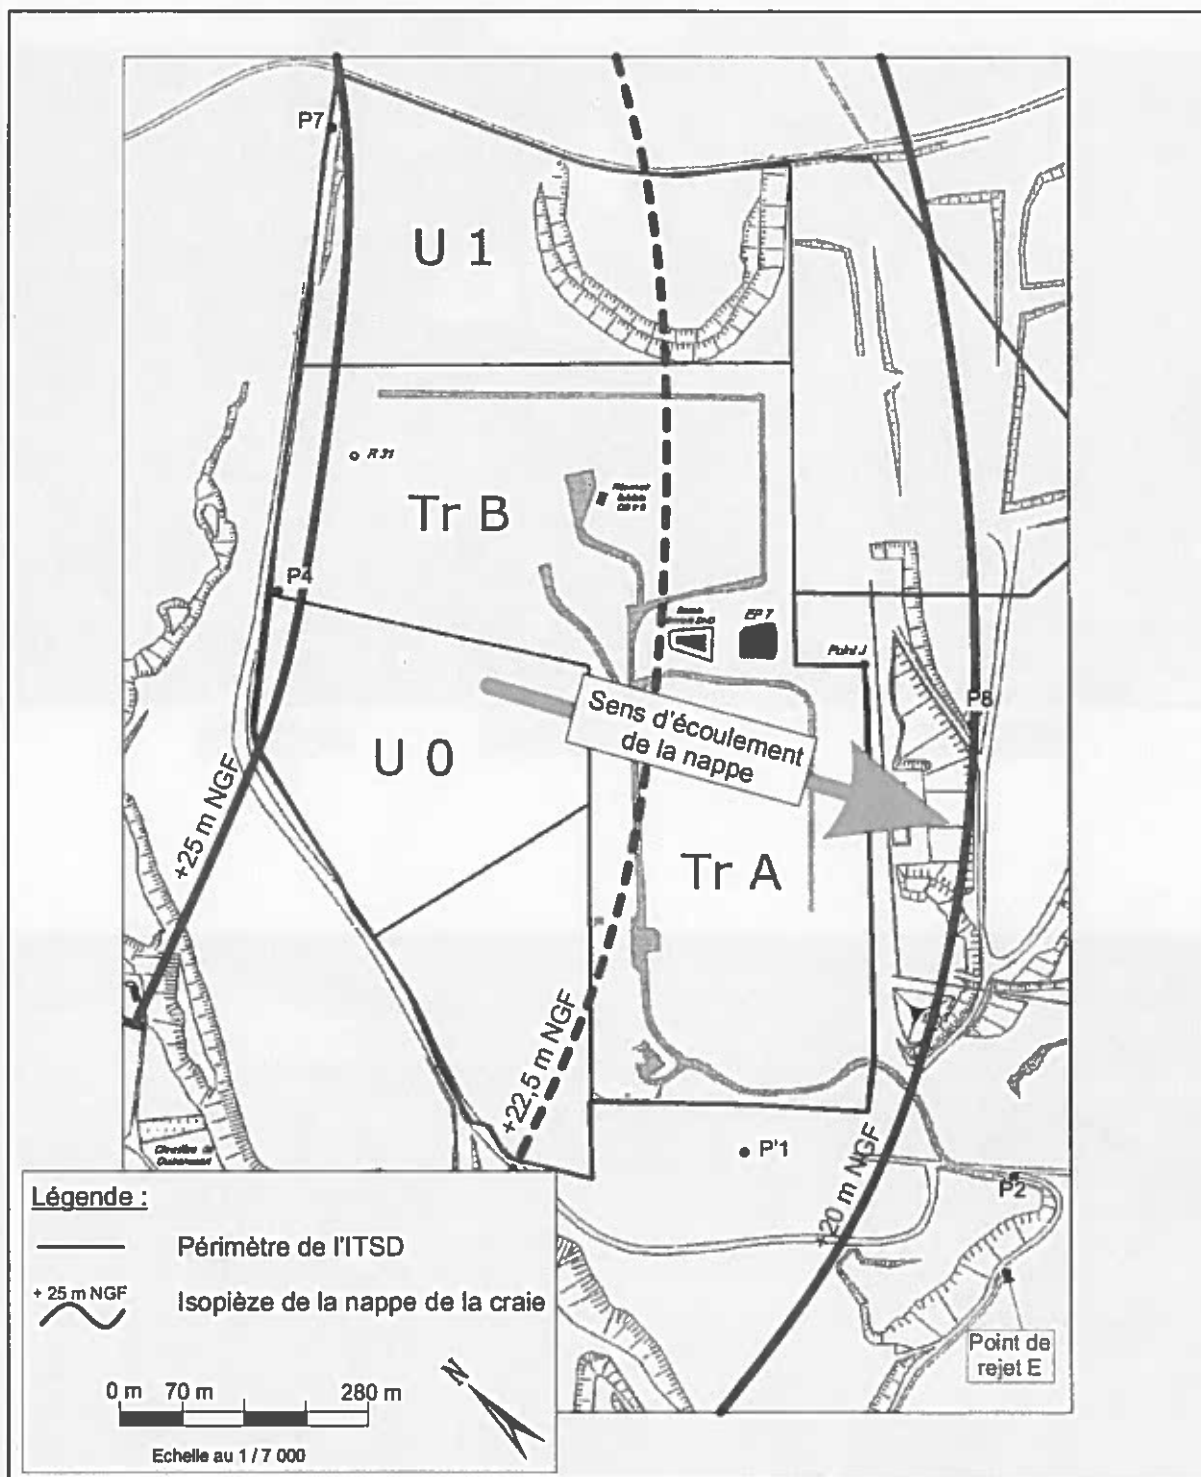 P7
U 1
R 31
Tr B
P4
EP 7
P8
Sens d'écoulement
de la nappe
U 0
+25 m NGF
Tr A
+22,5 m NGF
P'1
+20 m NGF
P2
Point de
rejet E
Légende :
Périmètre de l'ITSD
+ 25 m NGF
Isopièze de la nappe de la craie
N
0 m 70 m 280 m
Echelle au 1 / 7 000